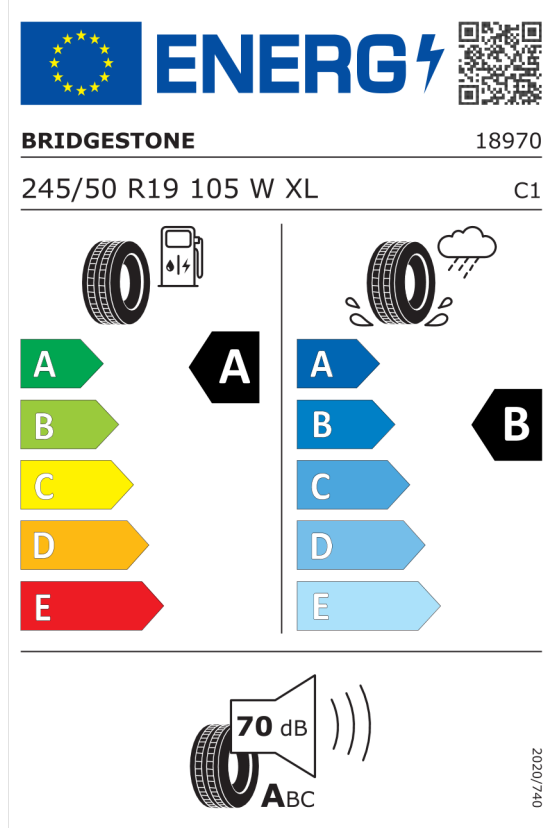 ENERG
BRIDGESTONE 18970
245/50 R19 105 W XL C1
A A
B
C
D
E
A
B B
C
D
E
70 dB
ABC
2020/740